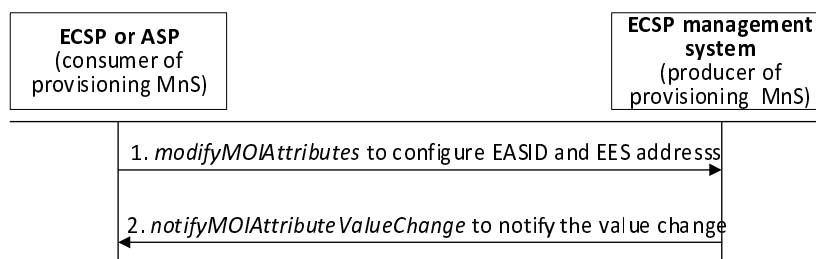 ECSP or ASP
(consumer of
provisioning MnS)
ECSP management
system
(producer of
provisioning MnS)
1. modifyMOIAttributes to configure EASID and EES addresss
2. notifyMOIAttributeValueChange to notify the value change